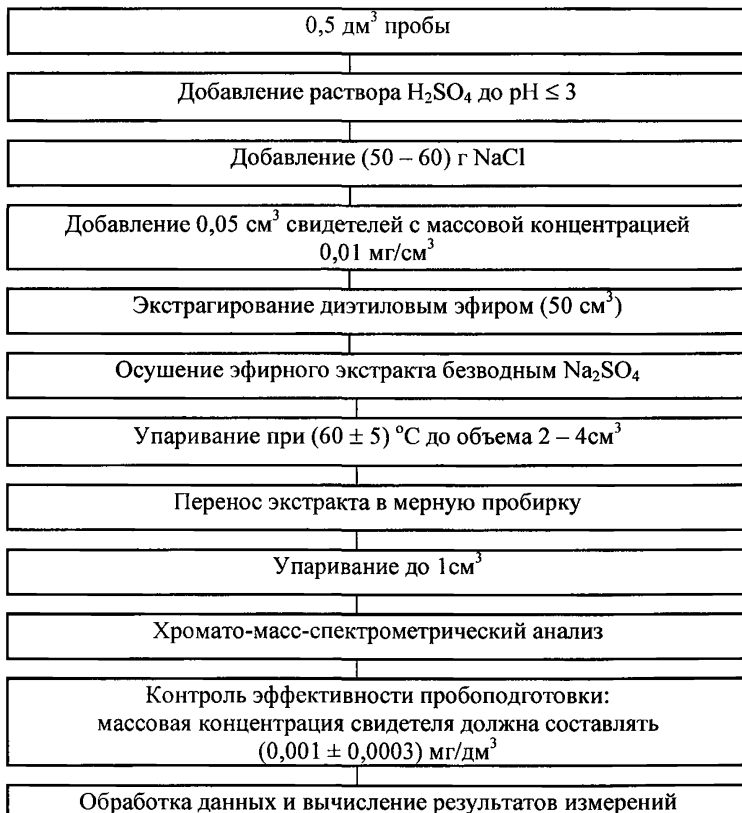 0,5 дм³ пробы
Добавление раствора H₂SO₄ до pH ≤ 3
Добавление (50 – 60) г NaCl
Добавление 0,05 см³ свидетелей с массовой концентрацией
0,01 мг/см³
Экстрагирование диэтиловым эфиром (50 см³)
Осушение эфирного экстракта безводным Na₂SO₄
Упаривание при (60 ± 5) °С до объема 2 – 4см³
Перенос экстракта в мерную пробирку
Упаривание до 1см³
Хромато-масс-спектрометрический анализ
Контроль эффективности пробоподготовки:
массовая концентрация свидетеля должна составлять
(0,001 ± 0,0003) мг/дм³
Обработка данных и вычисление результатов измерений